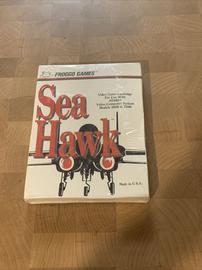 FROGGO GAMES
Sea
Hawk
Video Game Cartridge
For Use With
ATARI
Video Computer System
Models 2600 & 7800
Made in U.S.A.